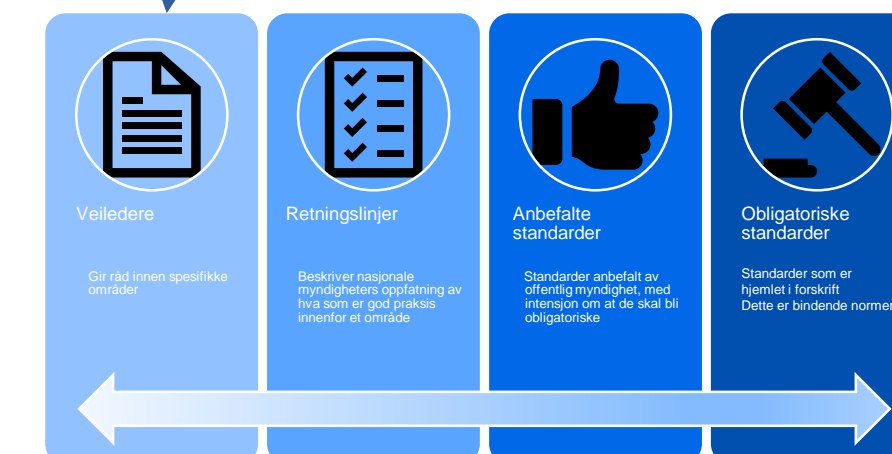 Veiledere
Gir råd innen spesifikke
områder
Retningslinjer
Beskriver nasjonale
myndigheters oppfatning av
hva som er god praksis
innenfor et område
Anbefalte
standarder
Standarder anbefalt av
offentlig myndighet, med
intensjon om at de skal bli
obligatoriske
Obligatoriske
standarder
Standarder som er
hjemlet i forskrift
Dette er bindende normer